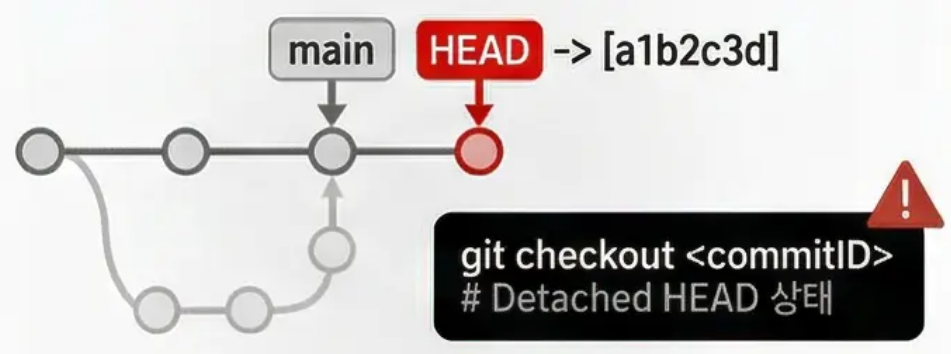 main HEAD -> [a1b2c3d]
!
git checkout <commitID>
# Detached HEAD 상태